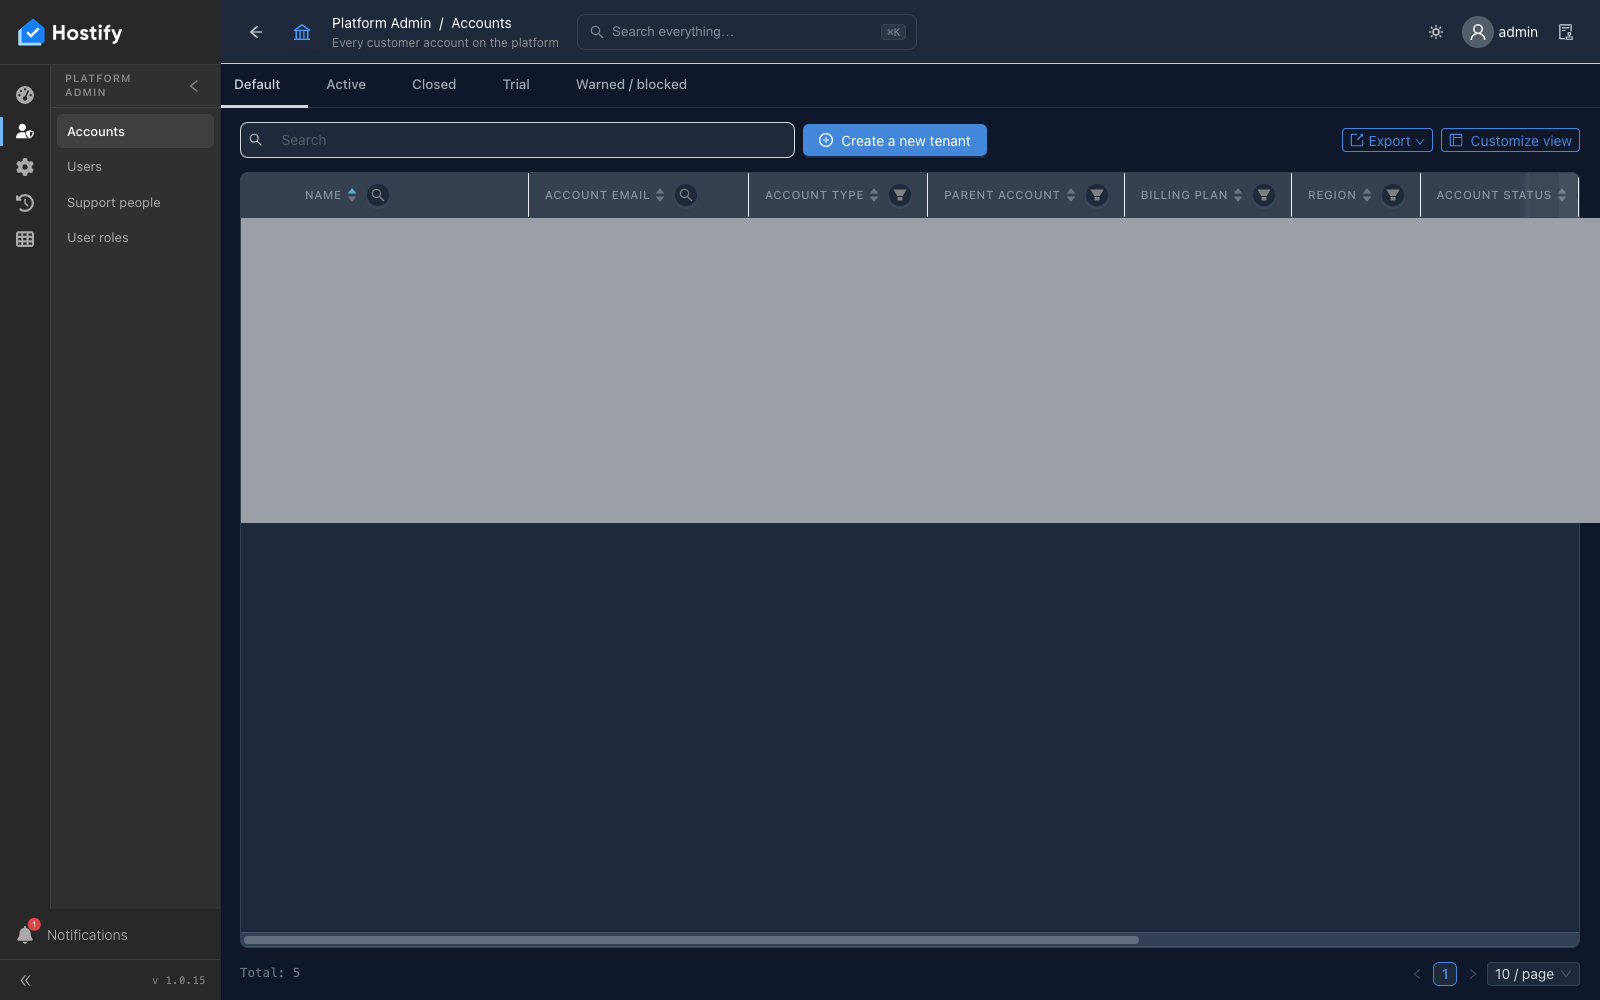 Hostify
Platform Admin / Accounts
Every customer account on the platform
Search everything...
⌘K
admin
PLATFORM ADMIN
Accounts
Users
Support people
User roles
Default
Active
Closed
Trial
Warned / blocked
Search
Create a new tenant
Export
Customize view
NAME
ACCOUNT EMAIL
ACCOUNT TYPE
PARENT ACCOUNT
BILLING PLAN
REGION
ACCOUNT STATUS
1
Notifications
v 1.0.15
Total: 5
1
10 / page